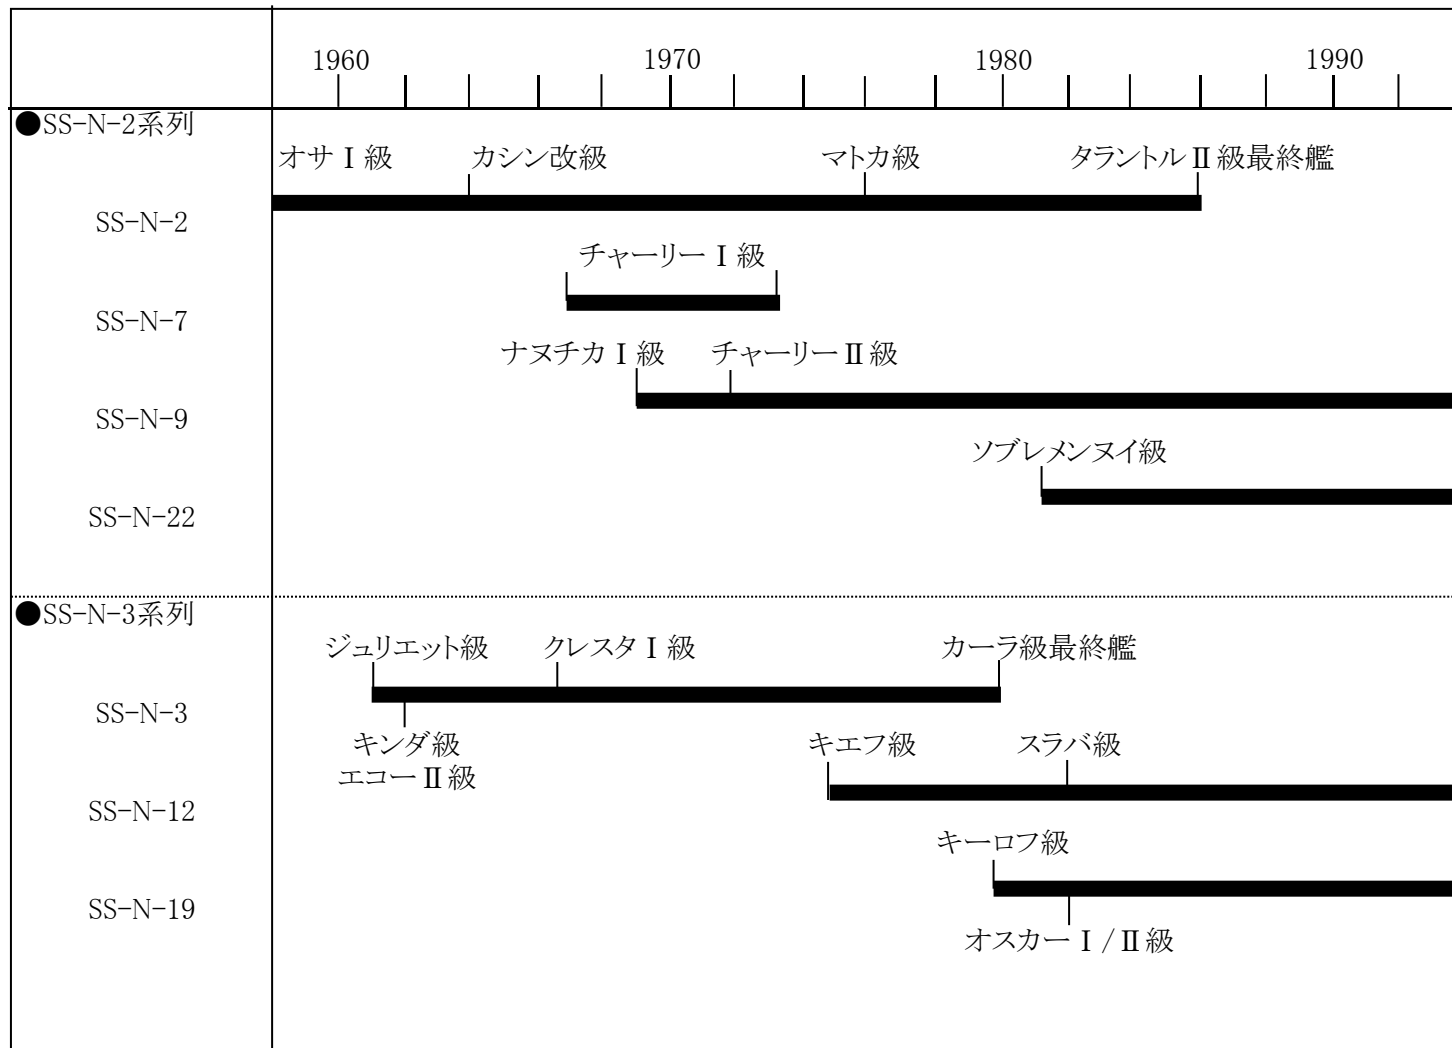 1960 1970 1980 1990
●SS-N-2系列
オサⅠ級 カシン改級 マトカ級 タラントルⅡ級最終艦
SS-N-2
チャーリーⅠ級
SS-N-7
ナヌチカⅠ級 チャーリーⅡ級
SS-N-9
ソブレメンヌイ級
SS-N-22
●SS-N-3系列
ジュリエット級 クレスタⅠ級 カーラ級最終艦
SS-N-3
キンダ級 キエフ級 スラバ級
エコーⅡ級
SS-N-12
キーロフ級
SS-N-19
オスカーⅠ/Ⅱ級